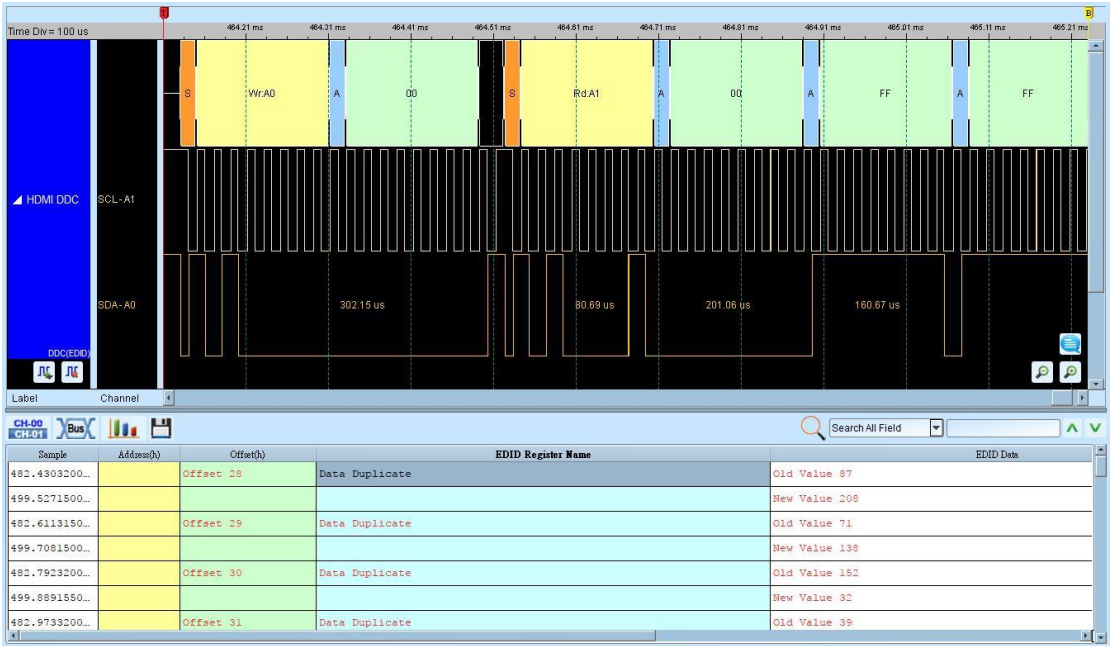 T B
Time Div = 100 us 464.21 ms 464.31 ms 464.41 ms 464.51 ms 464.61 ms 464.71 ms 464.81 ms 464.91 ms 465.01 ms 465.11 ms 465.21 ms
S Wr:A0 A 00 S Rd:A1 A 00 A FF A FF
HDMI DDC SCL-A1
SDA-A0 302.15 us 80.69 us 201.06 us 160.67 us
DDC(EDID)
Label Channel
CH-00
CH-01
Bus
Search All Field
Sample Address(h) Offset(h) EDID Register Name EDID Data
482.4303200... Offset 28 Data Duplicate Old Value 87
499.5271500... New Value 208
482.6113150... Offset 29 Data Duplicate Old Value 71
499.7081500... New Value 138
482.7923200... Offset 30 Data Duplicate Old Value 152
499.8891550... New Value 32
482.9733200... Offset 31 Data Duplicate Old Value 39